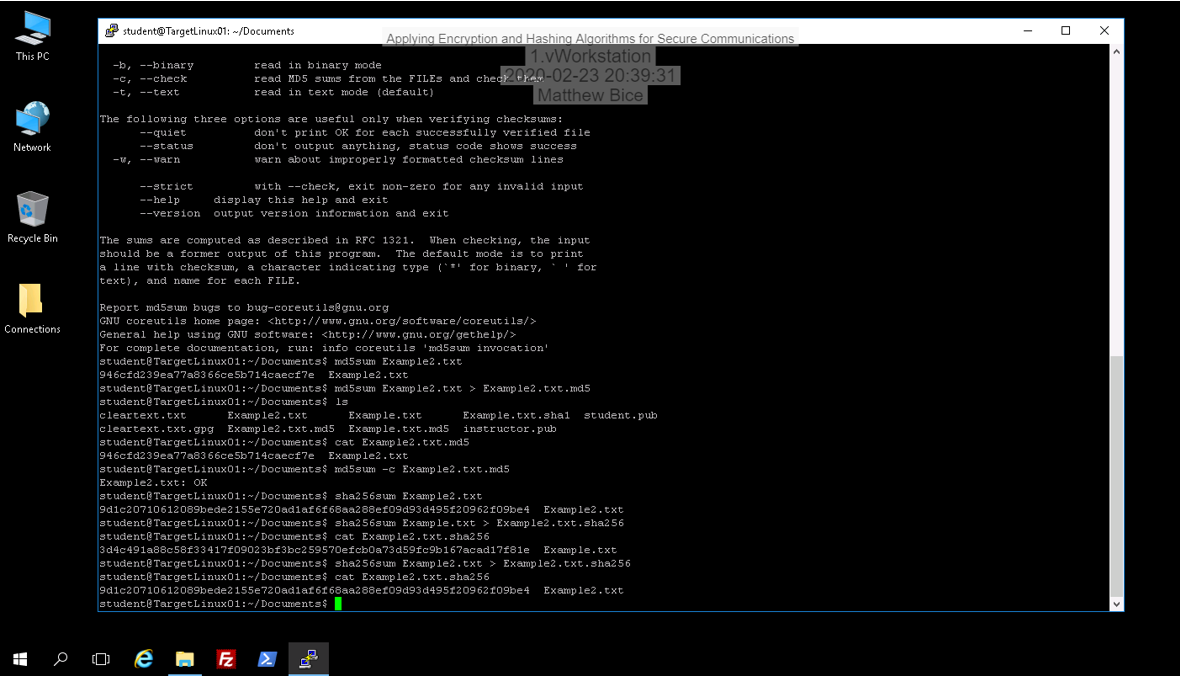 This PC
Network
Recycle Bin
Connections
student@TargetLinux01: ~/Documents
Applying Encryption and Hashing Algorithms for Secure Communications
1.vWorkstation
2020-02-23 20:39:31
Matthew Bice
-b, --binary read in binary mode
-c, --check read MD5 sums from the FILEs and check them
-t, --text read in text mode (default)
The following three options are useful only when verifying checksums:
--quiet don't print OK for each successfully verified file
--status don't output anything, status code shows success
-w, --warn warn about improperly formatted checksum lines
--strict with --check, exit non-zero for any invalid input
--help display this help and exit
--version output version information and exit
The sums are computed as described in RFC 1321. When checking, the input
should be a former output of this program. The default mode is to print
a line with checksum, a character indicating type (`*' for binary, ` ' for
text), and name for each FILE.
Report md5sum bugs to bug-coreutils@gnu.org
GNU coreutils home page: <http://www.gnu.org/software/coreutils/>
General help using GNU software: <http://www.gnu.org/gethelp/>
For complete documentation, run: info coreutils 'md5sum invocation'
student@TargetLinux01:~/Documents$ md5sum Example2.txt
946cfd239ea77a8366ce5b714caecf7e Example2.txt
student@TargetLinux01:~/Documents$ md5sum Example2.txt > Example2.txt.md5
student@TargetLinux01:~/Documents$ ls
cleartext.txt Example2.txt Example.txt Example.txt.sha1 student.pub
cleartext.txt.gpg Example2.txt.md5 Example.txt.md5 instructor.pub
student@TargetLinux01:~/Documents$ cat Example2.txt.md5
946cfd239ea77a8366ce5b714caecf7e Example2.txt
student@TargetLinux01:~/Documents$ md5sum -c Example2.txt.md5
Example2.txt: OK
student@TargetLinux01:~/Documents$ sha256sum Example2.txt
9d1c20710612089bede2155e720ad1af6f68aa288ef09d93d495f20962f09be4 Example2.txt
student@TargetLinux01:~/Documents$ sha256sum Example.txt > Example2.txt.sha256
student@TargetLinux01:~/Documents$ cat Example2.txt.sha256
3d4c491a88c58f33417f09023bf3bc259570efcb0a73d59fc9b167acad17f81e Example.txt
student@TargetLinux01:~/Documents$ sha256sum Example2.txt > Example2.txt.sha256
student@TargetLinux01:~/Documents$ cat Example2.txt.sha256
9d1c20710612089bede2155e720ad1af6f68aa288ef09d93d495f20962f09be4 Example2.txt
student@TargetLinux01:~/Documents$